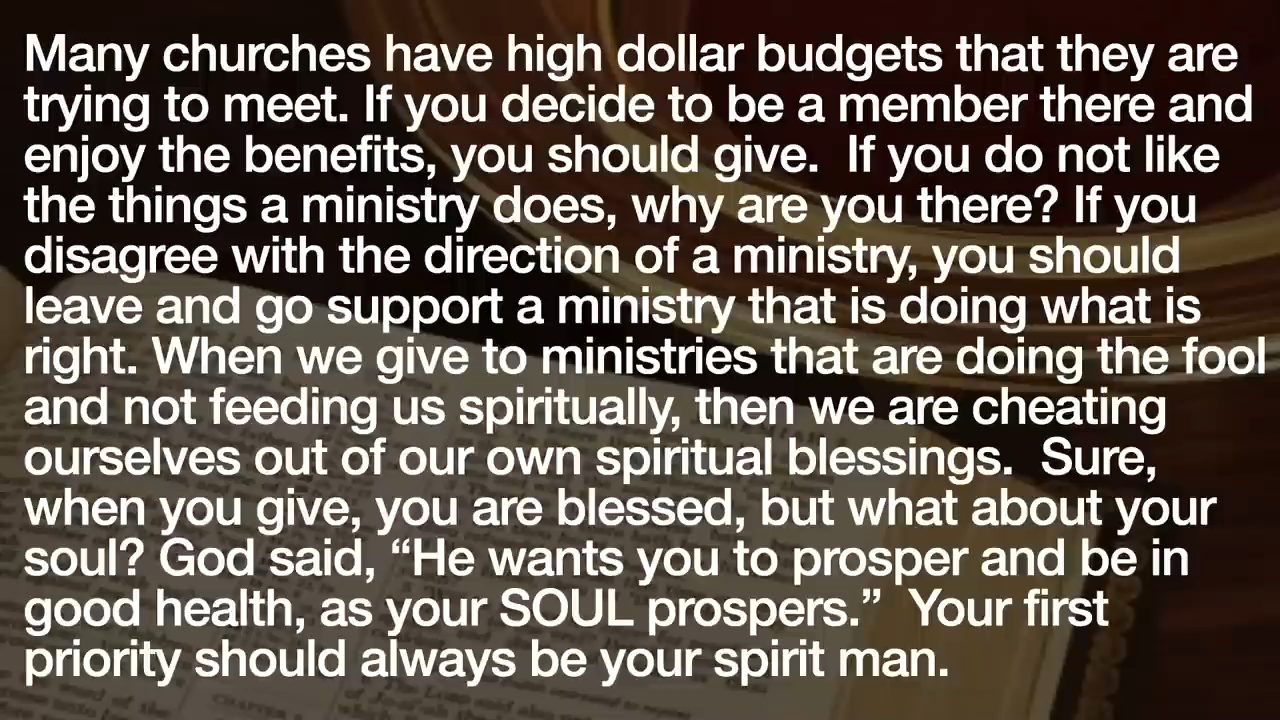 Many churches have high dollar budgets that they are
trying to meet. If you decide to be a member there and
enjoy the benefits, you should give.  If you do not like
the things a ministry does, why are you there? If you
disagree with the direction of a ministry, you should
leave and go support a ministry that is doing what is
right. When we give to ministries that are doing the fool
and not feeding us spiritually, then we are cheating
ourselves out of our own spiritual blessings.  Sure,
when you give, you are blessed, but what about your
soul? God said, “He wants you to prosper and be in
good health, as your SOUL prospers.”  Your first
priority should always be your spirit man.